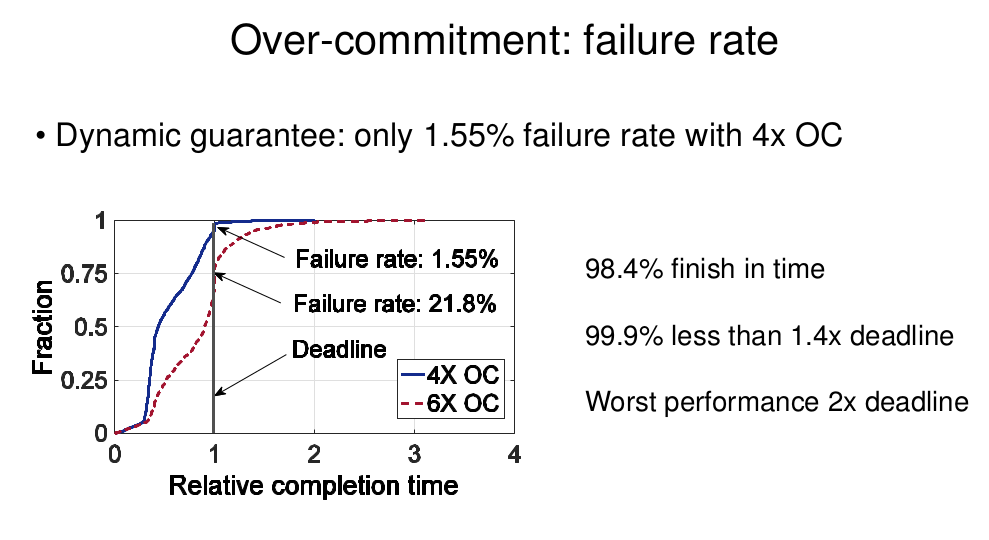 Over-commitment: failure rate
• Dynamic guarantee: only 1.55% failure rate with 4x OC
1
0.75
0.5
0.25
0
Fraction
0
1
2
3
4
Relative completion time
Failure rate: 1.55%
Failure rate: 21.8%
Deadline
4X OC
6X OC
98.4% finish in time
99.9% less than 1.4x deadline
Worst performance 2x deadline